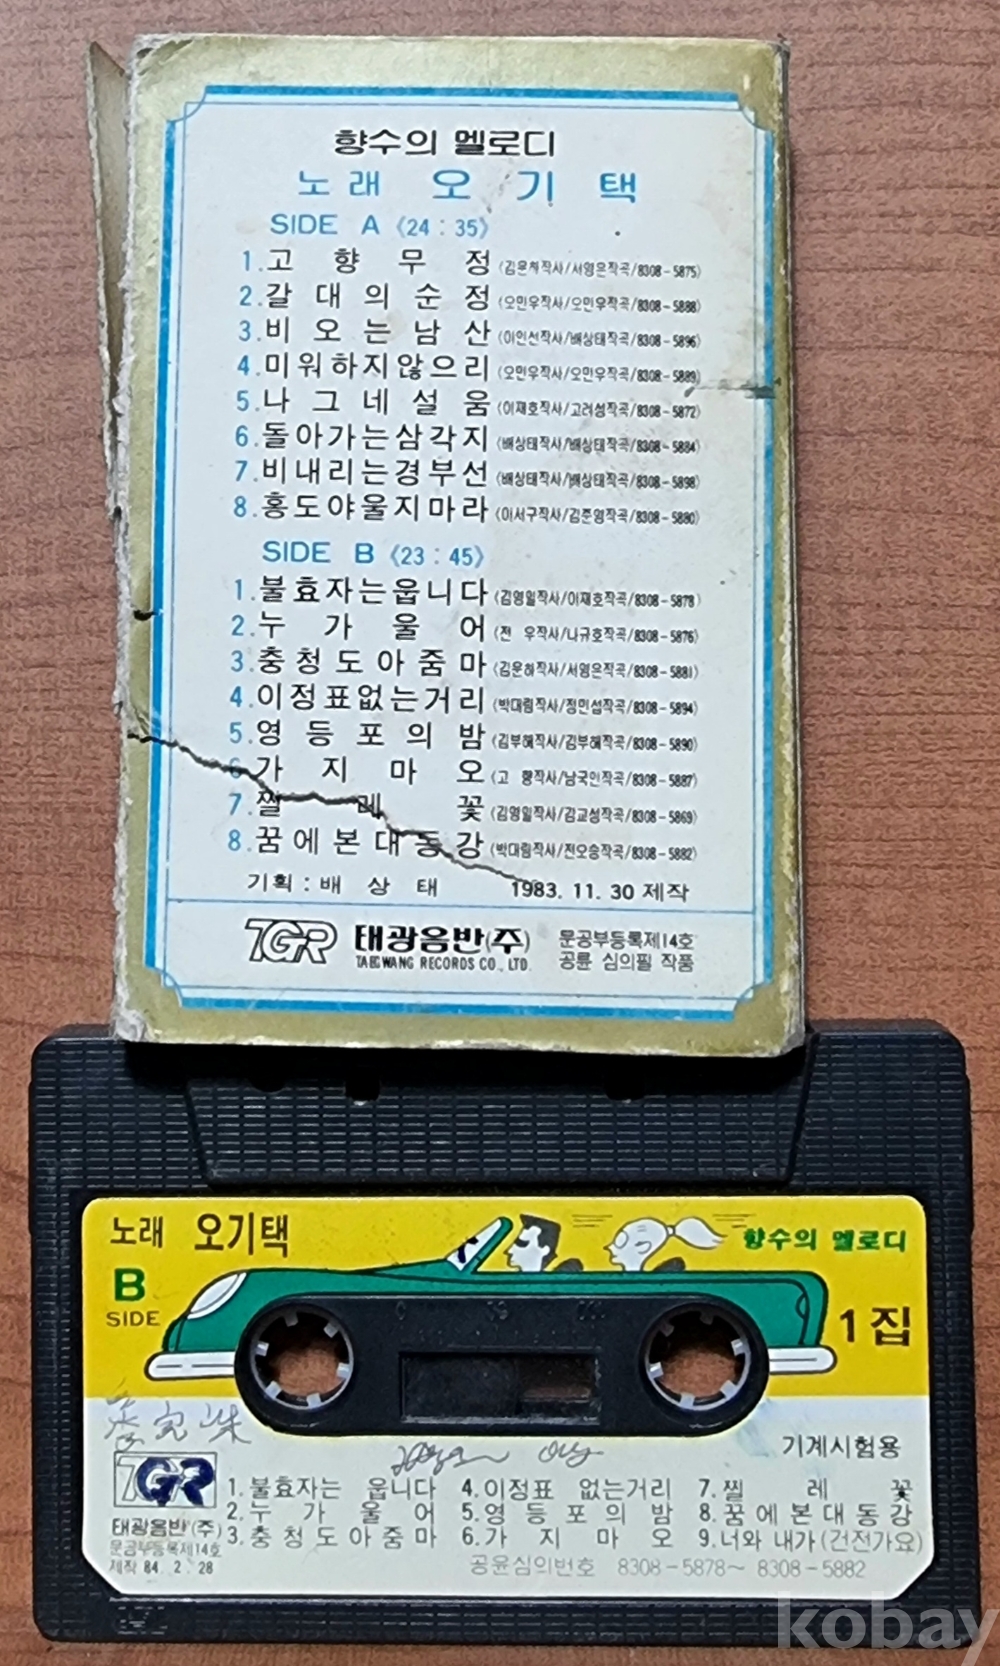 향수의 멜로디
노래 오기택
SIDE A 《24 : 35》
1. 고향무정 (김운하작사/서영은작곡/8308-5875)
2. 갈대의순정 (오민우작사/오민우작곡/8308-5888)
3. 비오는남산 (이인선작사/배상태작곡/8308-5896)
4. 미워하지않으리 (오민우작사/오민우작곡/8308-5889)
5. 나그네설움 (이재호작사/고려성작곡/8308-5872)
6. 돌아가는삼각지 (배상태작사/배상태작곡/8308-5884)
7. 비내리는경부선 (배상태작사/배상태작곡/8308-5898)
8. 홍도야울지마라 (이서구작사/김준영작곡/8308-5880)
SIDE B 《23 : 45》
1. 불효자는웁니다 (김영일작사/이재호작곡/8308-5878)
2. 누가울어 (전 우작사/나규호작곡/8308-5876)
3. 충청도아줌마 (김운하작사/서영은작곡/8308-5881)
4. 이정표없는거리 (박대림작사/정민섭작곡/8308-5894)
5. 영등포의밤 (김부해작사/김부해작곡/8308-5890)
6. 가지마오 (고 향작사/남국인작곡/8308-5887)
7. 찔레꽃 (김영일작사/김교성작곡/8308-5869)
8. 꿈에본대동강 (박대림작사/전오승작곡/8308-5882)
기획 : 배상태 1983. 11. 30 제작
TGR 태광음반(주) 문공부등록제14호
TAEGWANG RECORDS CO., LTD. 공륜 심의필 작품
노래 오기택 향수의 멜로디
B
SIDE
1 집
기계시험용
TGR
1. 불효자는 웁니다 4. 이정표 없는거리 7. 찔레꽃
2. 누가울어 5. 영등포의밤 8. 꿈에본대동강
3. 충청도아줌마 6. 가지마오 9. 너와 내가 (건전가요)
태광음반(주)
문공부등록제14호
제작 84. 2. 28
공윤심의번호 8308-5878~ 8308-5882
kobay